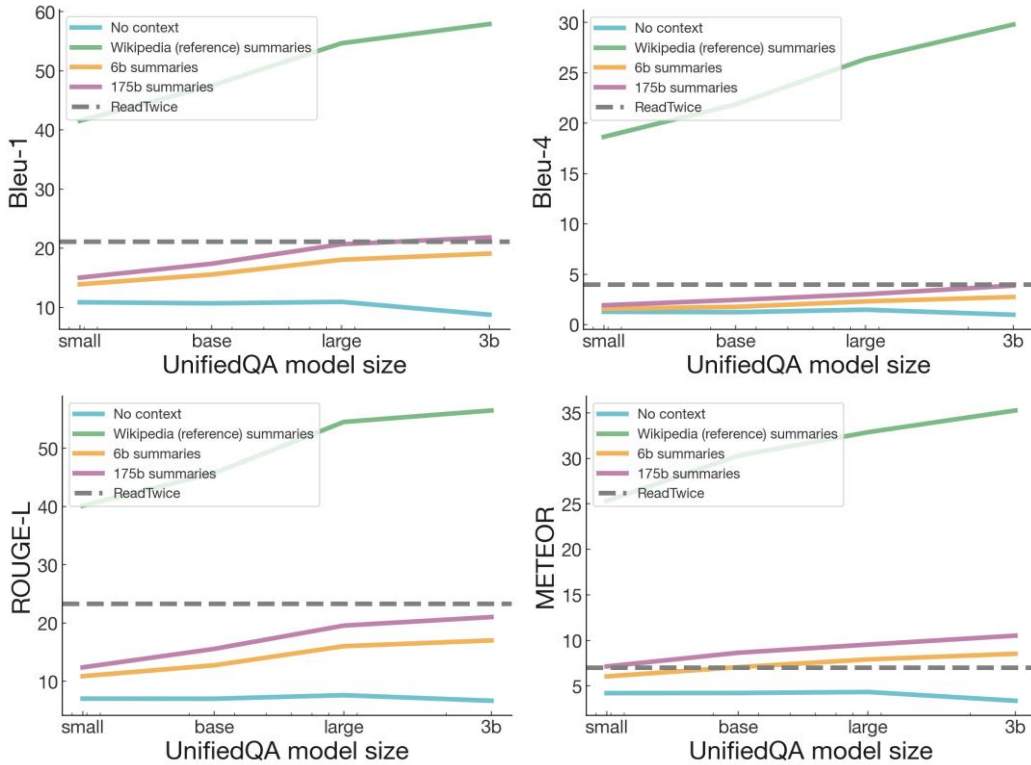 60
50
40
30
20
10
Bleu-1
No context
Wikipedia (reference) summaries
6b summaries
175b summaries
ReadTwice
small base large 3b
UnifiedQA model size
30
25
20
15
10
5
0
Bleu-4
No context
Wikipedia (reference) summaries
6b summaries
175b summaries
ReadTwice
small base large 3b
UnifiedQA model size
50
40
30
20
10
ROUGE-L
No context
Wikipedia (reference) summaries
6b summaries
175b summaries
ReadTwice
small base large 3b
UnifiedQA model size
35
30
25
20
15
10
5
METEOR
No context
Wikipedia (reference) summaries
6b summaries
175b summaries
ReadTwice
small base large 3b
UnifiedQA model size